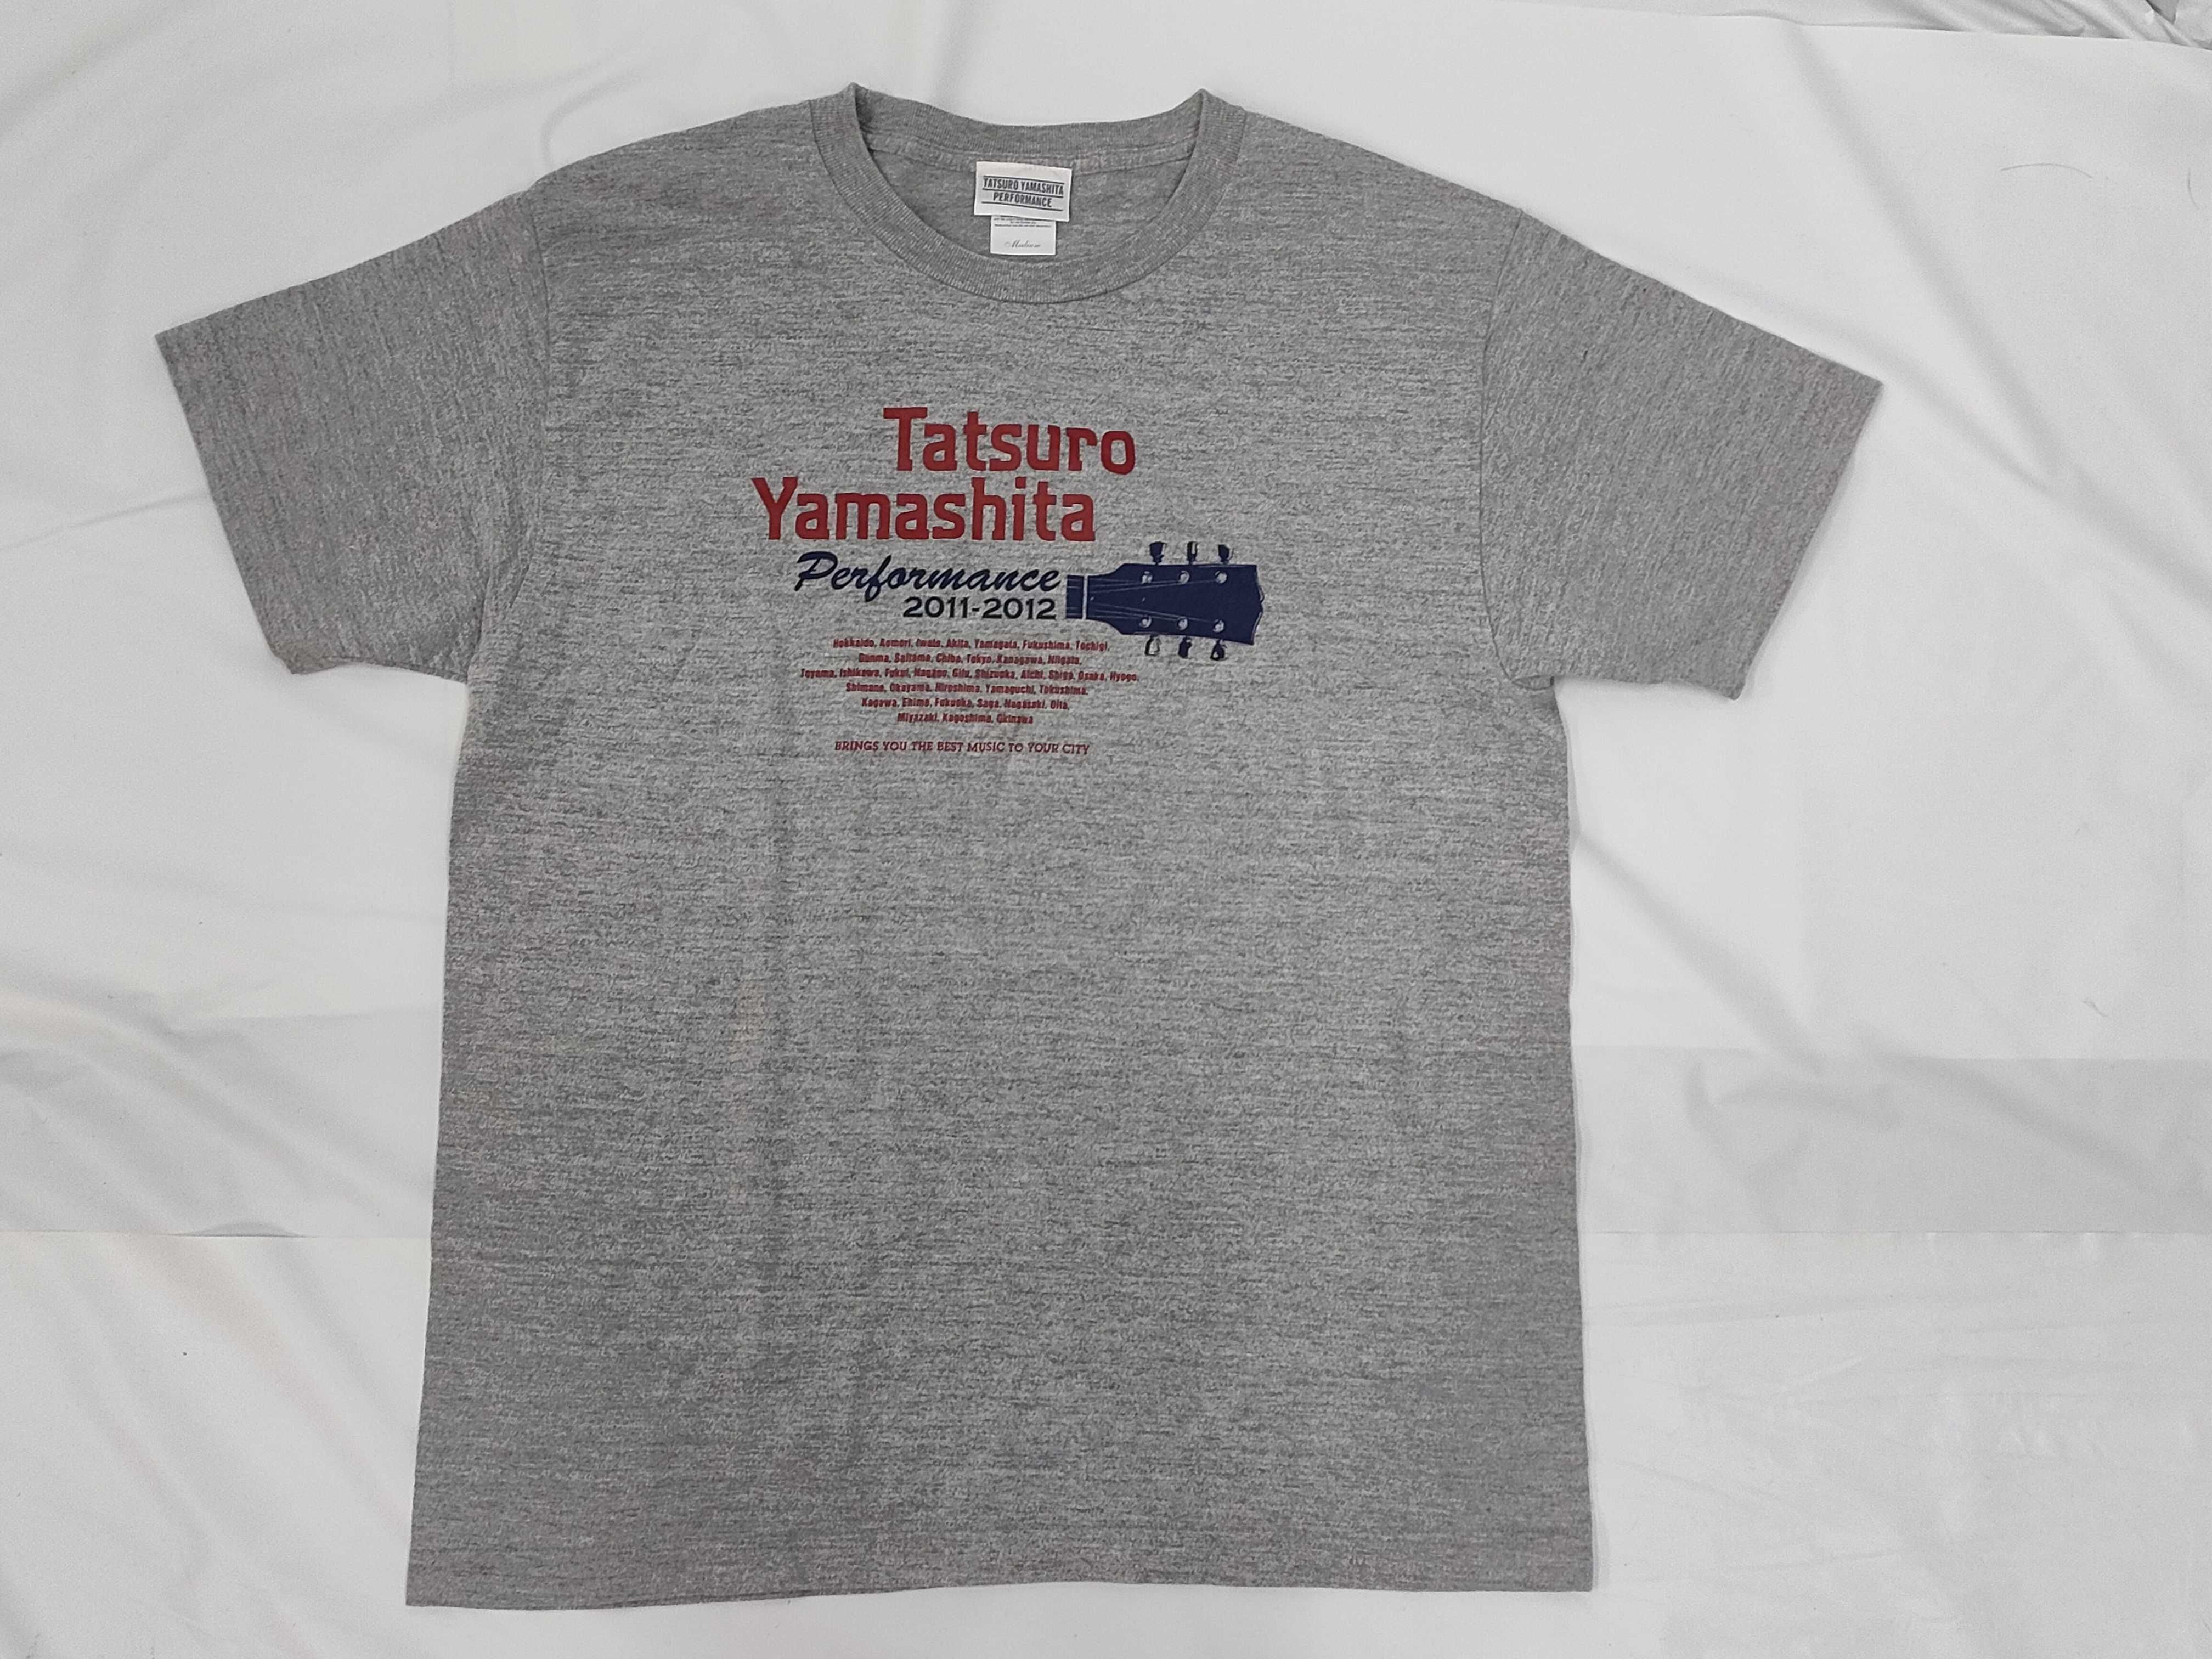 TATSURO YAMASHITA
PERFORMANCE
Medium
Tatsuro
Yamashita
Performance
2011-2012
Hokkaido, Aomori, Iwate, Akita, Yamagata, Fukushima, Tochigi,
Gunma, Saitama, Chiba, Tokyo, Kanagawa, Niigata,
Toyama, Ishikawa, Fukui, Nagano, Gifu, Shizuoka, Aichi, Shiga, Osaka, Hyogo,
Shimane, Okayama, Hiroshima, Yamaguchi, Tokushima,
Kagawa, Ehime, Fukuoka, Saga, Nagasaki, Oita,
Miyazaki, Kagoshima, Okinawa
BRINGS YOU THE BEST MUSIC TO YOUR CITY